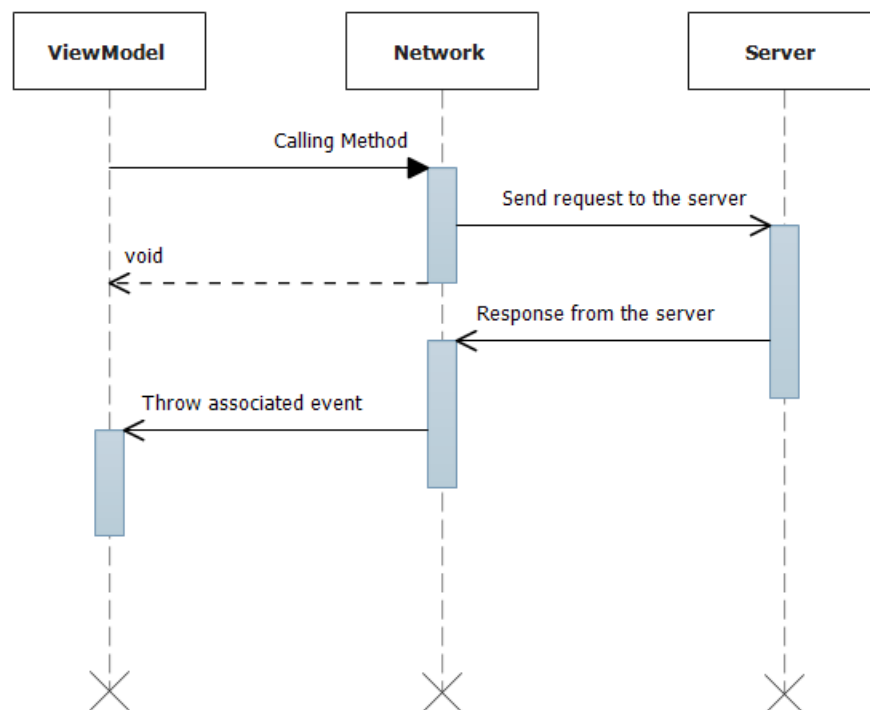 ViewModel
Network
Server
Calling Method
Send request to the server
void
Response from the server
Throw associated event